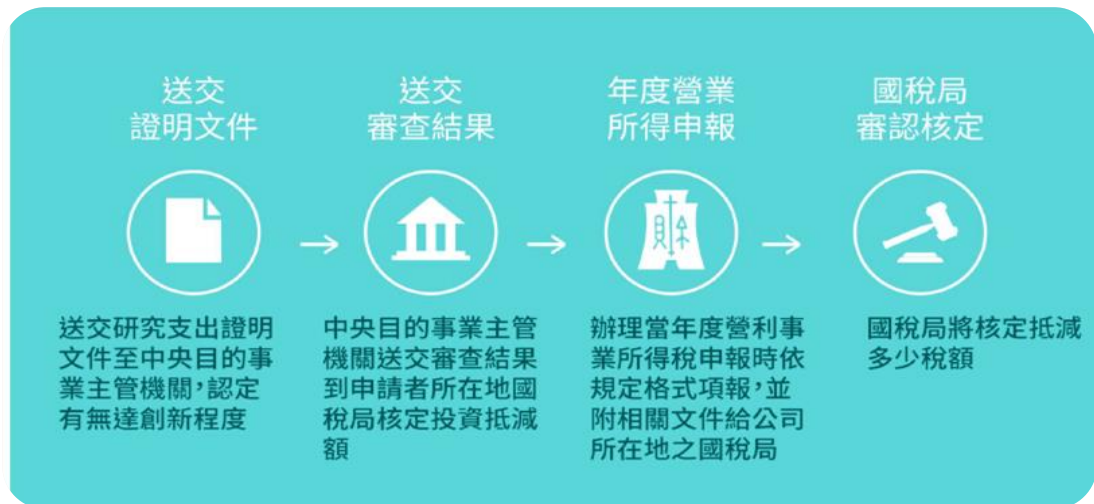 送交
證明文件
送交
審查結果
年度營業
所得申報
國稅局
審認核定
財
送交研究支出證明
文件至中央目的事
業主管機關,認定
有無達創新程度
中央目的事業主管
機關送交審查結果
到申請者所在地國
稅局核定投資抵減
額
辦理當年度營利事
業所得稅申報時依
規定格式項報,並
附相關文件給公司
所在地之國稅局
國稅局將核定抵減
多少稅額